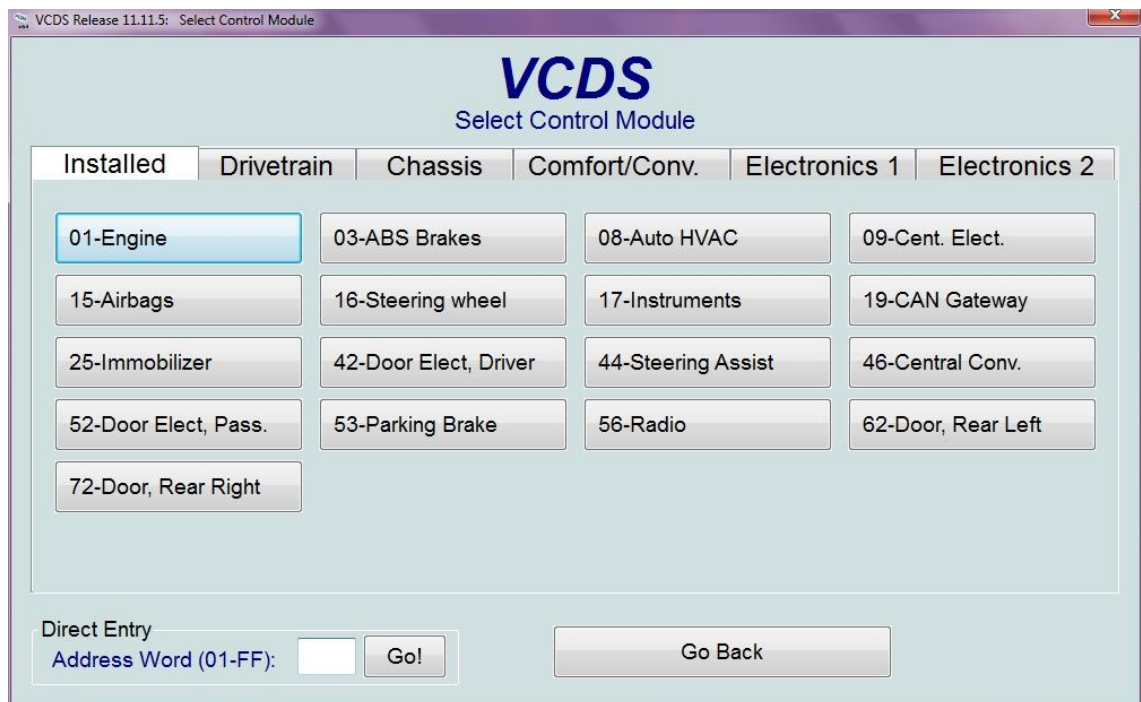 VCDS Release 11.11.5: Select Control Module
VCDS
Select Control Module
Installed Drivetrain Chassis Comfort/Conv. Electronics 1 Electronics 2
01-Engine 03-ABS Brakes 08-Auto HVAC 09-Cent. Elect.
15-Airbags 16-Steering wheel 17-Instruments 19-CAN Gateway
25-Immobilizer 42-Door Elect, Driver 44-Steering Assist 46-Central Conv.
52-Door Elect, Pass. 53-Parking Brake 56-Radio 62-Door, Rear Left
72-Door, Rear Right
Direct Entry
Address Word (01-FF): Go! Go Back